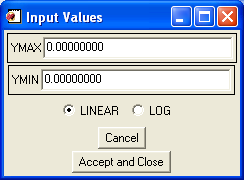 Input Values
YMAX 0.00000000
YMIN 0.00000000
LINEAR LOG
Cancel
Accept and Close